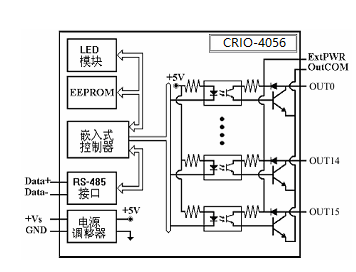 CRIO-4056
LED
模块
EEPROM
嵌入式
控制器
RS-485
接口
电源
调整器
Data+
Data-
+Vs
GND
+5V
+5V
ExtPWR
OutCOM
OUT0
OUT14
OUT15